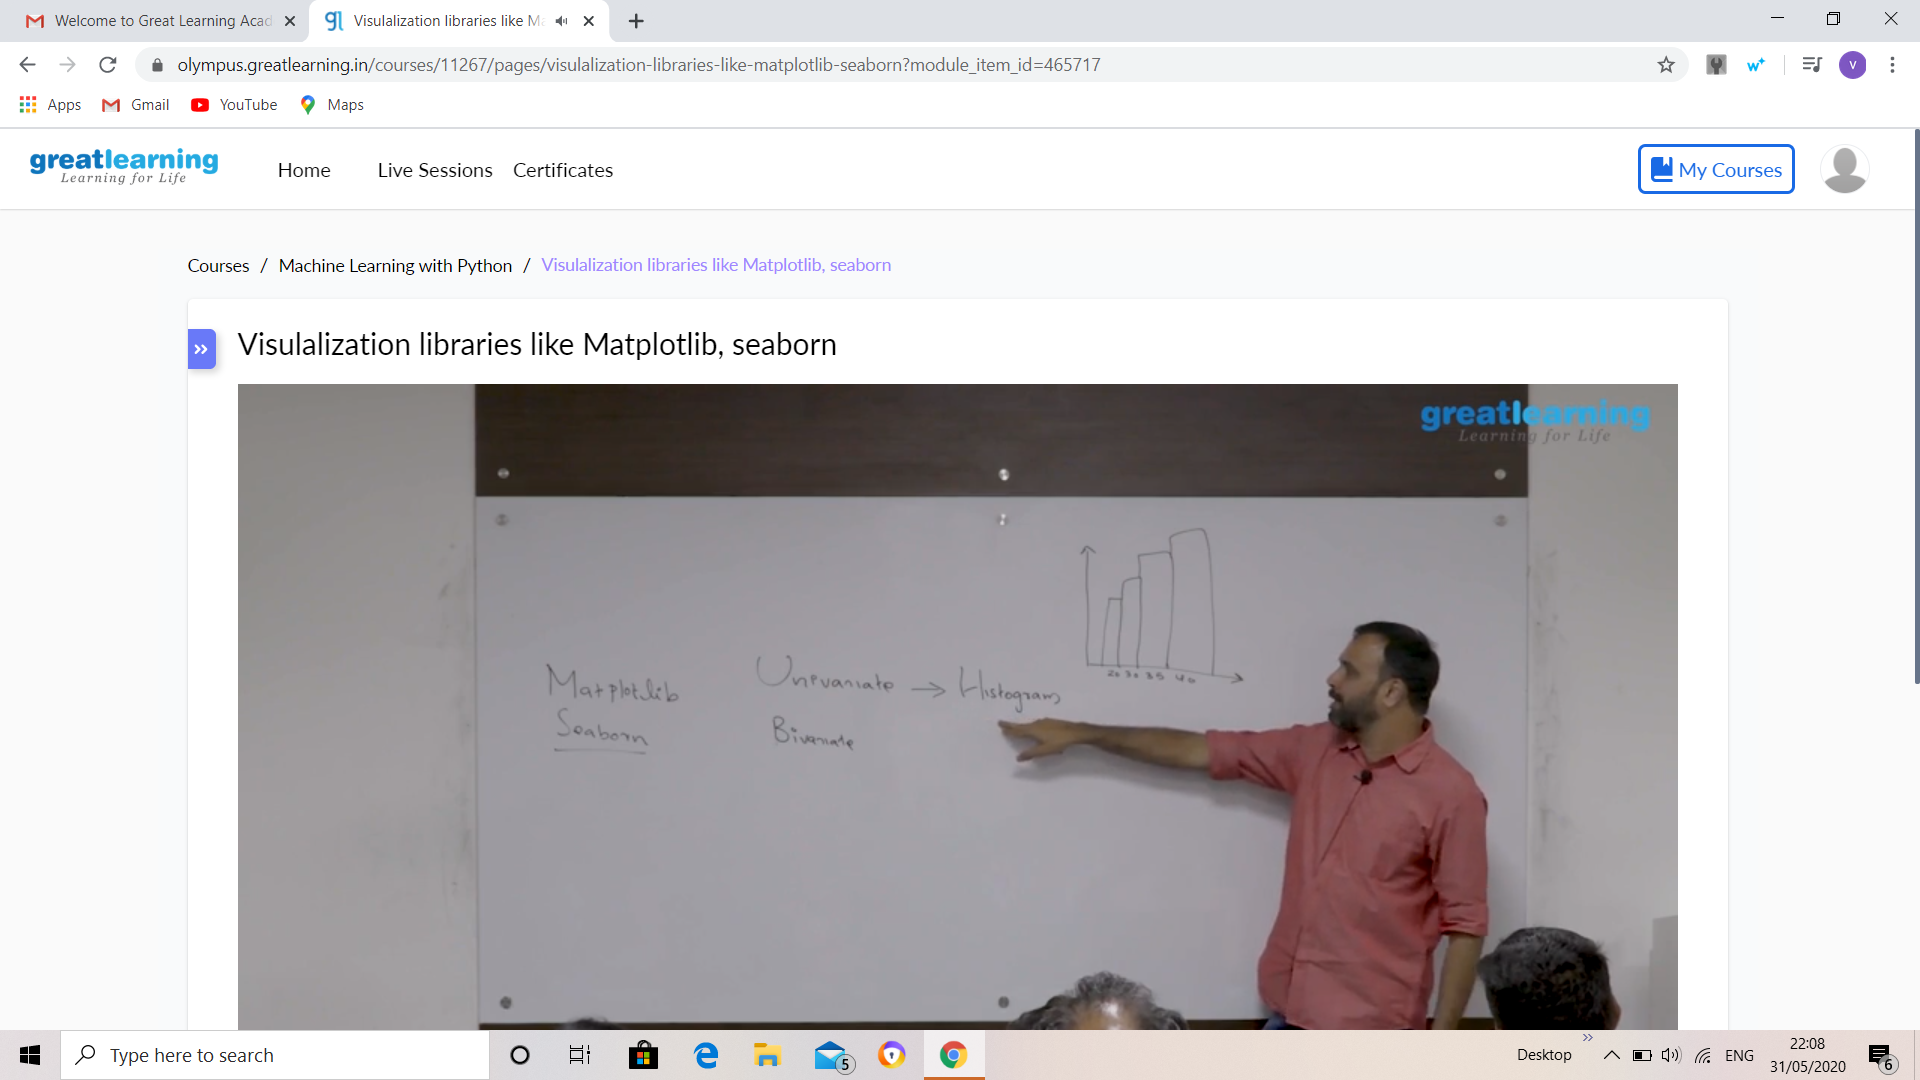 Welcome to Great Learning Acad
Visulalization libraries like Ma
olympus.greatlearning.in/courses/11267/pages/visulalization-libraries-like-matplotlib-seaborn?module_item_id=465717
w+
V
Apps
Gmail
YouTube
Maps
greatlearning
Learning for Life
Home
Live Sessions
Certificates
My Courses
Courses / Machine Learning with Python / Visulalization libraries like Matplotlib, seaborn
»
Visulalization libraries like Matplotlib, seaborn
greatlearning
Learning for Life
20 30 35 40
Matplotlib
Univariate → Histogram
Seaborn
Bivariate
Type here to search
5
Desktop
»
ENG
22:08
31/05/2020
6